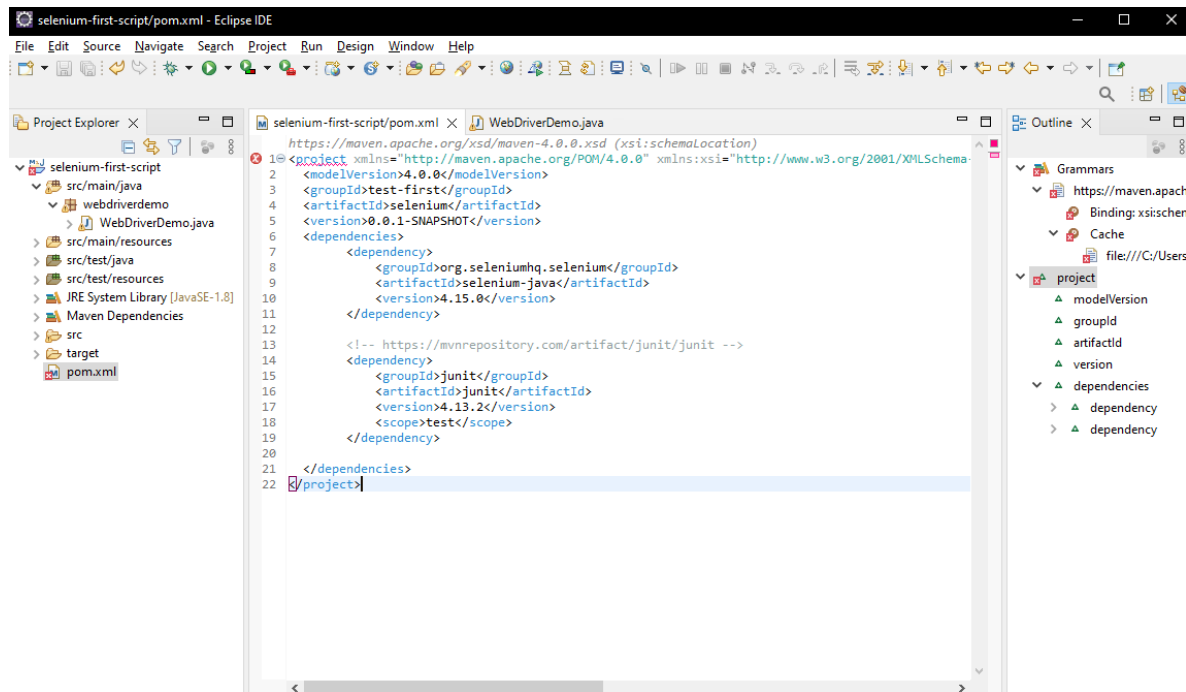 selenium-first-script/pom.xml - Eclipse IDE
File Edit Source Navigate Search Project Run Design Window Help
Project Explorer
selenium-first-script
src/main/java
webdriverdemo
WebDriverDemo.java
src/main/resources
src/test/java
src/test/resources
JRE System Library [JavaSE-1.8]
Maven Dependencies
src
target
pom.xml
selenium-first-script/pom.xml WebDriverDemo.java
https://maven.apache.org/xsd/maven-4.0.0.xsd (xsi:schemaLocation)
1 <project xmlns="http://maven.apache.org/POM/4.0.0" xmlns:xsi="http://www.w3.org/2001/XMLSchema-
2 <modelVersion>4.0.0</modelVersion>
3 <groupId>test-first</groupId>
4 <artifactId>selenium</artifactId>
5 <version>0.0.1-SNAPSHOT</version>
6 <dependencies>
7 <dependency>
8 <groupId>org.seleniumhq.selenium</groupId>
9 <artifactId>selenium-java</artifactId>
10 <version>4.15.0</version>
11 </dependency>
12
13 <!-- https://mvnrepository.com/artifact/junit/junit -->
14 <dependency>
15 <groupId>junit</groupId>
16 <artifactId>junit</artifactId>
17 <version>4.13.2</version>
18 <scope>test</scope>
19 </dependency>
20
21 </dependencies>
22 </project>
Outline
Grammars
https://maven.apach
Binding: xsi:schem
Cache
file:///C:/Users
project
modelVersion
groupId
artifactId
version
dependencies
dependency
dependency